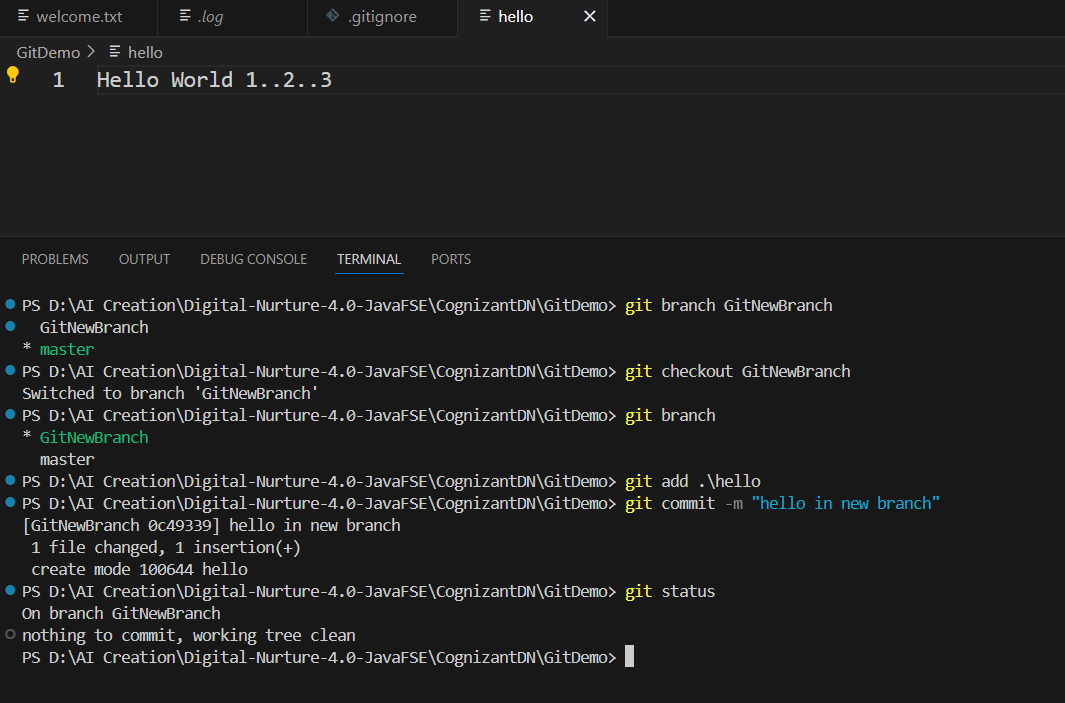 welcome.txt .log .gitignore hello
GitDemo > hello
1 Hello World 1..2..3
PROBLEMS OUTPUT DEBUG CONSOLE TERMINAL PORTS
PS D:\AI Creation\Digital-Nurture-4.0-JavaFSE\CognizantDN\GitDemo> git branch GitNewBranch
GitNewBranch
* master
PS D:\AI Creation\Digital-Nurture-4.0-JavaFSE\CognizantDN\GitDemo> git checkout GitNewBranch
Switched to branch 'GitNewBranch'
PS D:\AI Creation\Digital-Nurture-4.0-JavaFSE\CognizantDN\GitDemo> git branch
* GitNewBranch
master
PS D:\AI Creation\Digital-Nurture-4.0-JavaFSE\CognizantDN\GitDemo> git add .\hello
PS D:\AI Creation\Digital-Nurture-4.0-JavaFSE\CognizantDN\GitDemo> git commit -m "hello in new branch"
[GitNewBranch 0c49339] hello in new branch
1 file changed, 1 insertion(+)
create mode 100644 hello
PS D:\AI Creation\Digital-Nurture-4.0-JavaFSE\CognizantDN\GitDemo> git status
On branch GitNewBranch
nothing to commit, working tree clean
PS D:\AI Creation\Digital-Nurture-4.0-JavaFSE\CognizantDN\GitDemo>